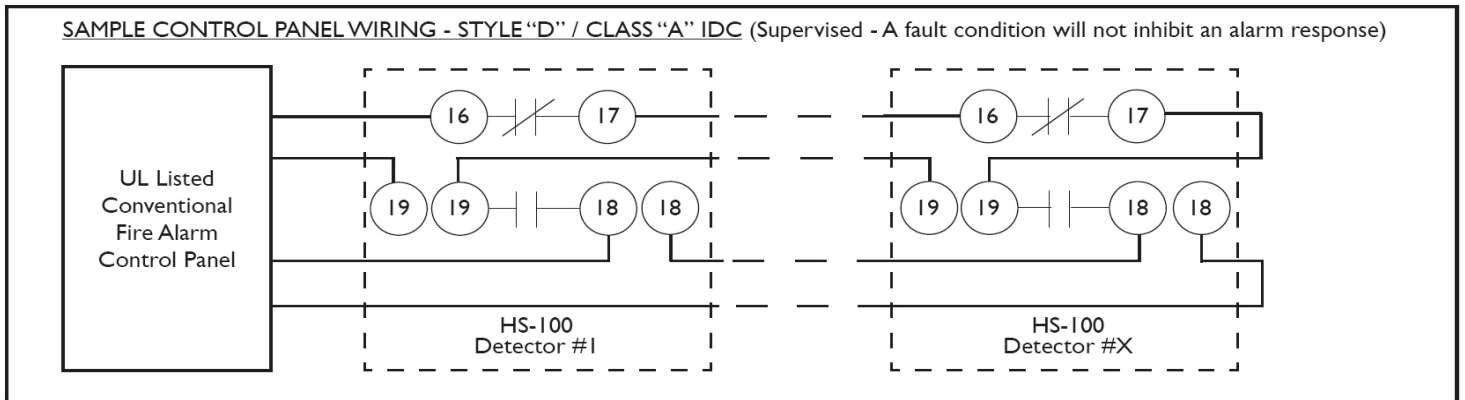 SAMPLE CONTROL PANEL WIRING - STYLE “D” / CLASS “A” IDC (Supervised - A fault condition will not inhibit an alarm response)
16 17 16 17
UL Listed
Conventional
Fire Alarm
Control Panel
19 19 18 18 19 19 18 18
HS-100
Detector #1
HS-100
Detector #X